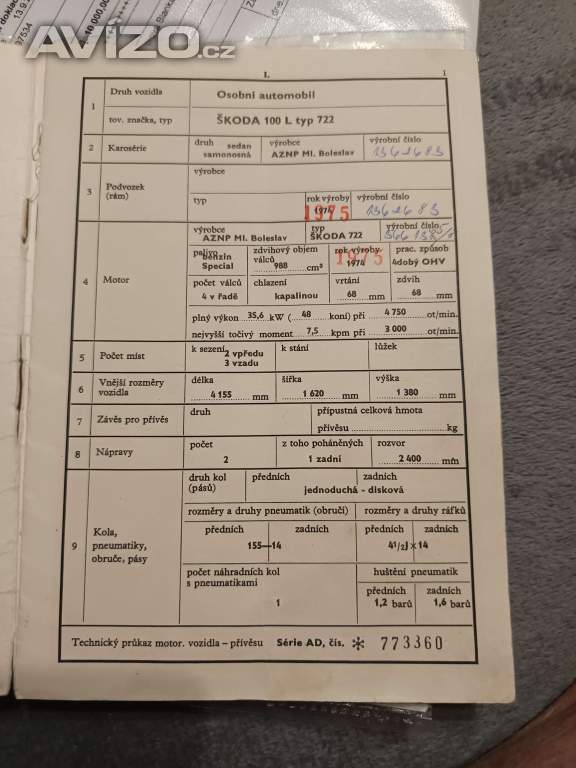 AVIZO.cz
97534
13.9.
10 000,00
I.
1
1 Druh vozidla Osobní automobil
tov. značka, typ ŠKODA 100 L typ 722
2 Karosérie druh sedan samonosná výrobce AZNP Ml. Boleslav výrobní číslo
3 Podvozek (rám) výrobce
typ rok výroby 1974 1975 výrobní číslo
4 Motor výrobce AZNP Ml. Boleslav typ ŠKODA 722 výrobní číslo
palivo Benzin Special zdvihový objem válců 988 cm³ rok výroby 1974 1975 prac. způsob 4dobý OHV
počet válců 4 v řadě chlazení kapalinou vrtání 68 mm zdvih 68 mm
plný výkon 35,6 kW ( 48 koní) při 4 750 ot/min.
nejvyšší točivý moment 7,5 kpm při 3 000 ot/min.
5 Počet míst k sezení 2 vpředu 3 vzadu k stání lůžek
6 Vnější rozměry vozidla délka 4 155 mm šířka 1 620 mm výška 1 380 mm
7 Závěs pro přívěs druh přípustná celková hmota
přívěsu kg
8 Nápravy počet 2 z toho poháněných 1 zadní rozvor 2 400 mm
9 Kola, pneumatiky, obruče, pásy
druh kol (pásů) předních zadních
jednoduchá - disková
rozměry a druhy pneumatik (obručí) rozměry a druhy ráfků
předních zadních předních zadních
155—14 4¹/₂J × 14
počet náhradních kol s pneumatikami 1 huštění pneumatik
předních 1,2 barů zadních 1,6 barů
Technický průkaz motor. vozidla – přívěsu Série AD, čís. ✻ 773360